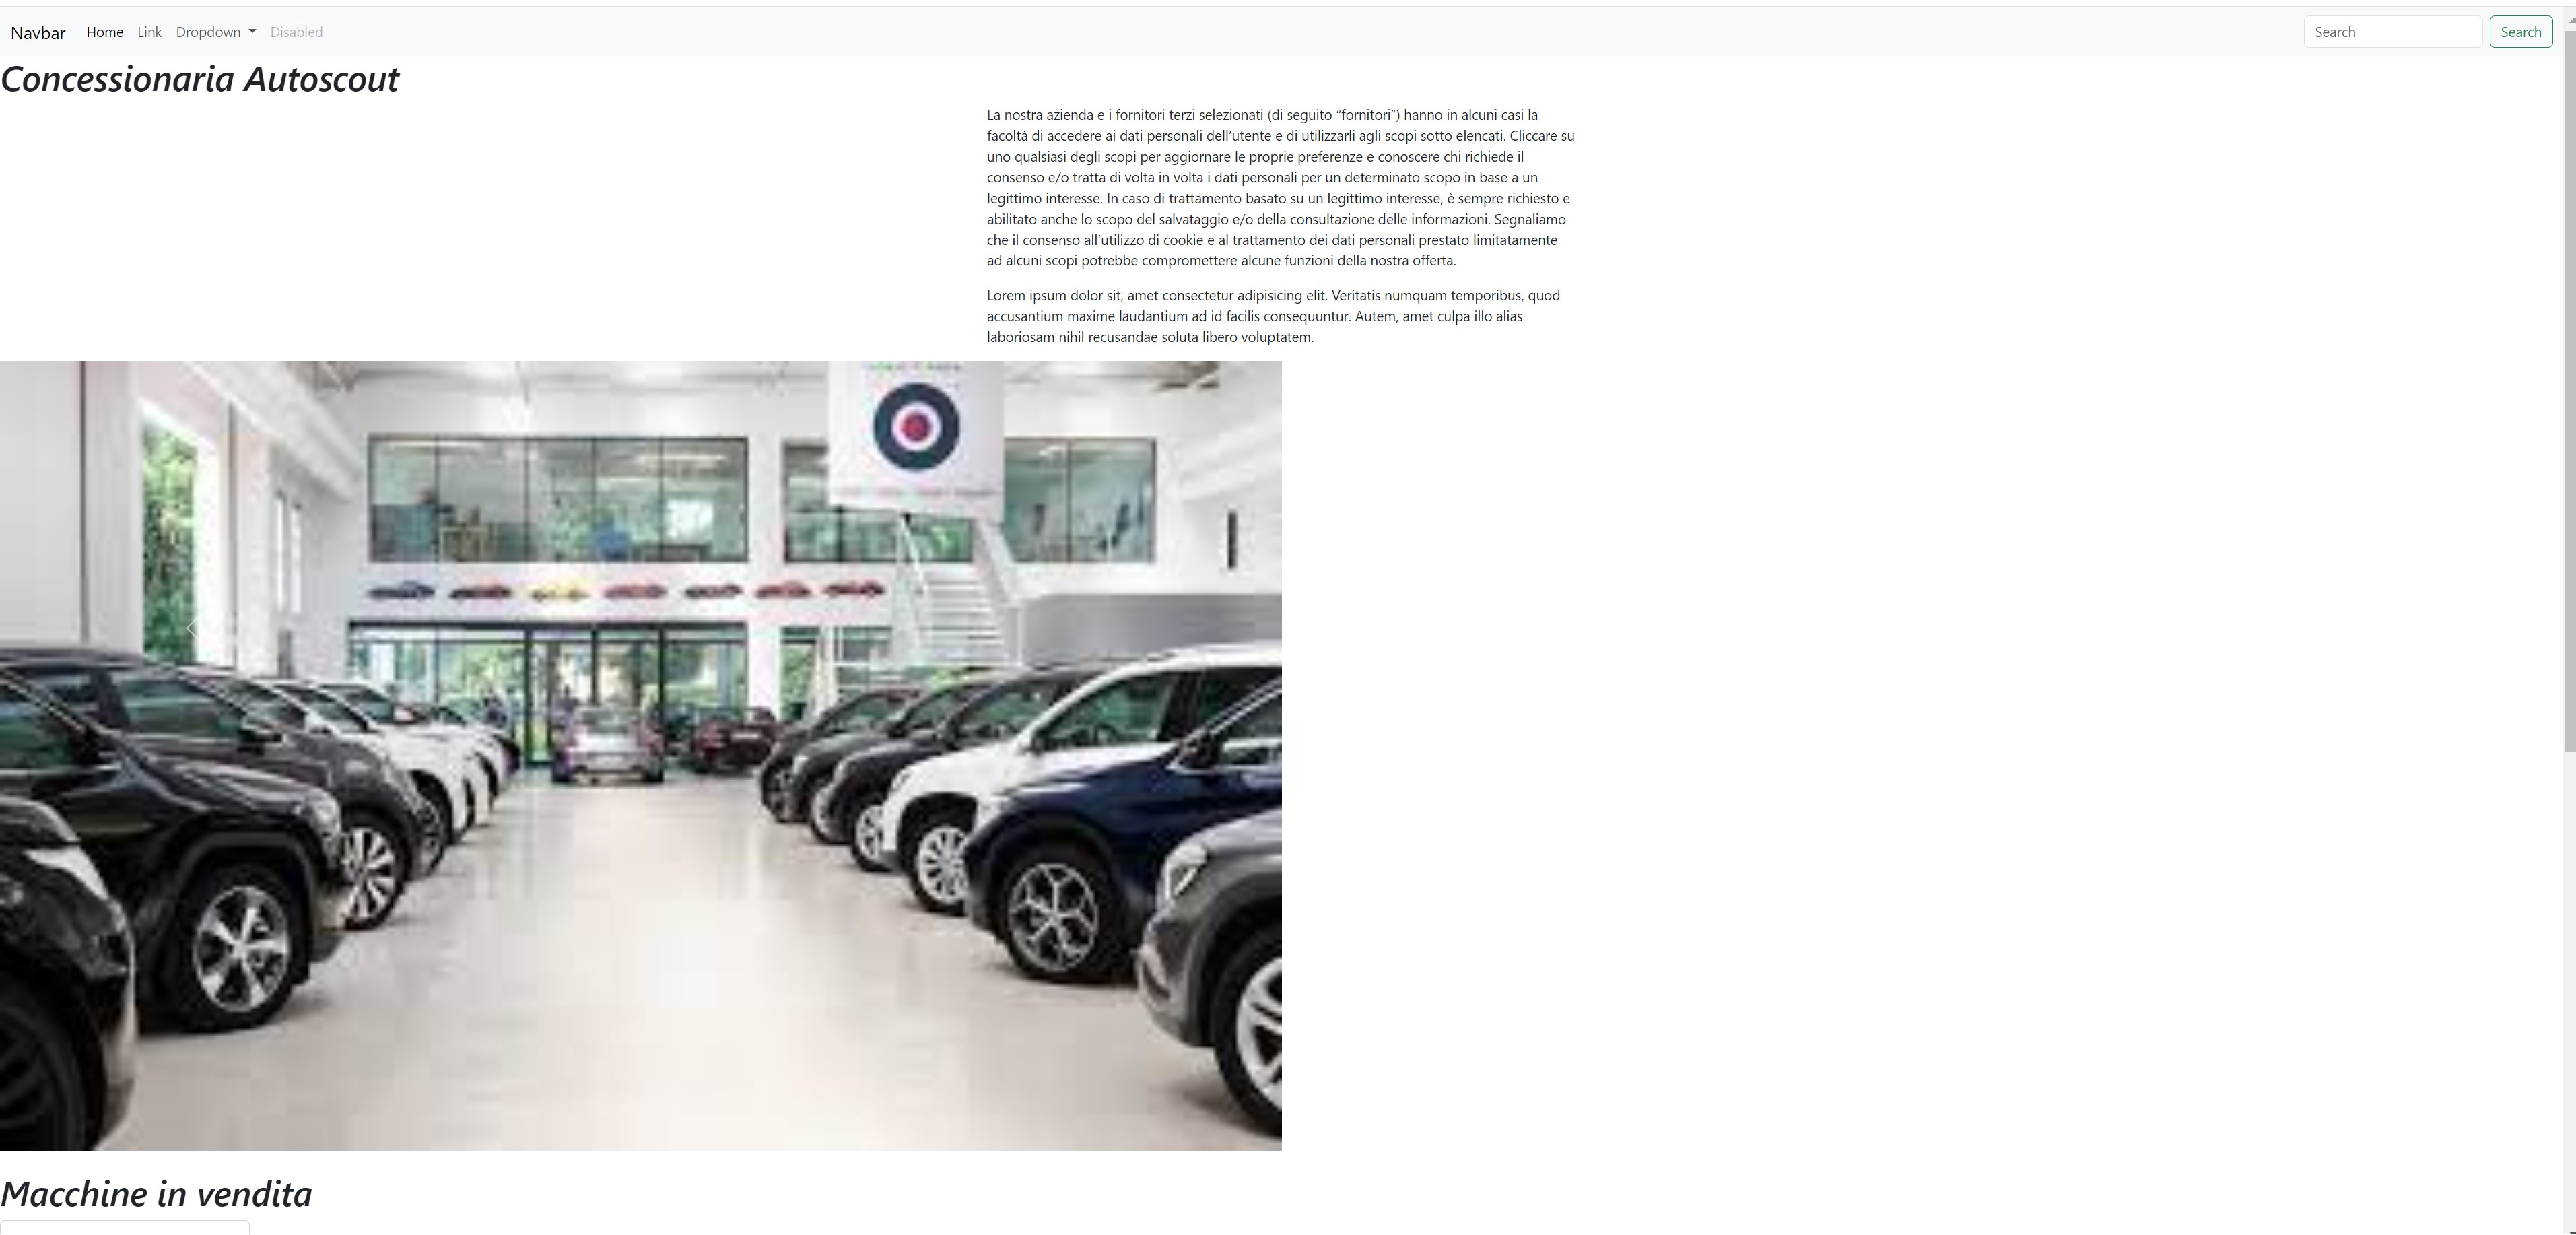 Navbar Home Link Dropdown Disabled Search Search
Concessionaria Autoscout
La nostra azienda e i fornitori terzi selezionati (di seguito “fornitori”) hanno in alcuni casi la
facoltà di accedere ai dati personali dell’utente e di utilizzarli agli scopi sotto elencati. Cliccare su
uno qualsiasi degli scopi per aggiornare le proprie preferenze e conoscere chi richiede il
consenso e/o tratta di volta in volta i dati personali per un determinato scopo in base a un
legittimo interesse. In caso di trattamento basato su un legittimo interesse, è sempre richiesto e
abilitato anche lo scopo del salvataggio e/o della consultazione delle informazioni. Segnaliamo
che il consenso all’utilizzo di cookie e al trattamento dei dati personali prestato limitatamente
ad alcuni scopi potrebbe compromettere alcune funzioni della nostra offerta.
Lorem ipsum dolor sit, amet consectetur adipisicing elit. Veritatis numquam temporibus, quod
accusantium maxime laudantium ad id facilis consequuntur. Autem, amet culpa illo alias
laboriosam nihil recusandae soluta libero voluptatem.
Macchine in vendita